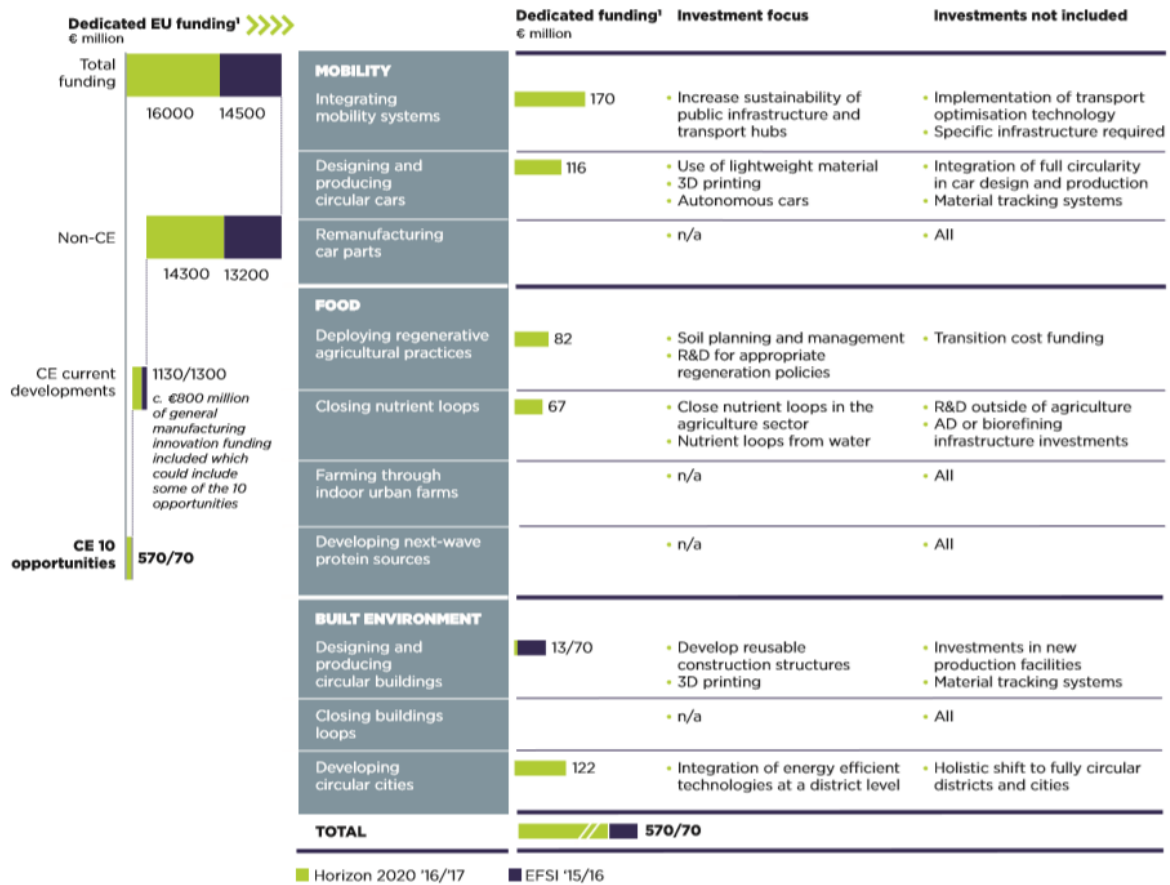 Dedicated EU funding¹
€ million
Total
funding
16000 14500
Non-CE
14300 13200
CE current
developments
1130/1300
c. €800 million
of general
manufacturing
innovation funding
included which
could include
some of the 10
opportunities
CE 10
opportunities
570/70
Dedicated funding¹
€ million
Investment focus
Investments not included
MOBILITY
Integrating
mobility systems
170
• Increase sustainability of
public infrastructure and
transport hubs
• Implementation of transport
optimisation technology
• Specific infrastructure required
Designing and
producing
circular cars
116
• Use of lightweight material
• 3D printing
• Autonomous cars
• Integration of full circularity
in car design and production
• Material tracking systems
Remanufacturing
car parts
• n/a
• All
FOOD
Deploying regenerative
agricultural practices
82
• Soil planning and management
• R&D for appropriate
regeneration policies
• Transition cost funding
Closing nutrient loops
67
• Close nutrient loops in the
agriculture sector
• Nutrient loops from water
• R&D outside of agriculture
• AD or biorefining
infrastructure investments
Farming through
indoor urban farms
• n/a
• All
Developing next-wave
protein sources
• n/a
• All
BUILT ENVIRONMENT
Designing and
producing
circular buildings
13/70
• Develop reusable
construction structures
• 3D printing
• Investments in new
production facilities
• Material tracking systems
Closing buildings
loops
• n/a
• All
Developing
circular cities
122
• Integration of energy efficient
technologies at a district level
• Holistic shift to fully circular
districts and cities
TOTAL
570/70
Horizon 2020 '16/'17
EFSI '15/16